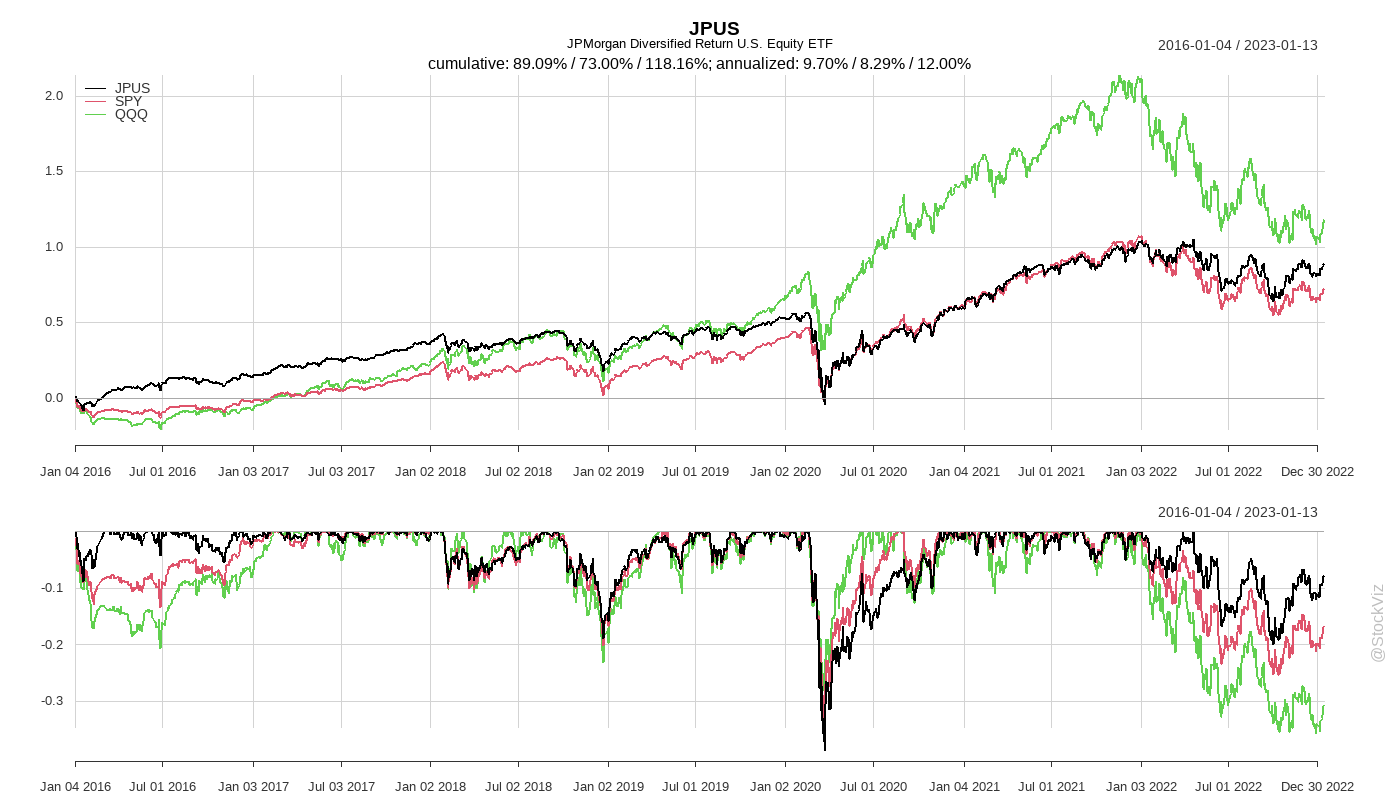 JPUS
JPMorgan Diversified Return U.S. Equity ETF
2016-01-04 / 2023-01-13
cumulative: 89.09% / 73.00% / 118.16%; annualized: 9.70% / 8.29% / 12.00%
JPUS
SPY
QQQ
2.0
1.5
1.0
0.5
0.0
Jan 04 2016 Jul 01 2016 Jan 03 2017 Jul 03 2017 Jan 02 2018 Jul 02 2018 Jan 02 2019 Jul 01 2019 Jan 02 2020 Jul 01 2020 Jan 04 2021 Jul 01 2021 Jan 03 2022 Jul 01 2022 Dec 30 2022
2016-01-04 / 2023-01-13
-0.1
-0.2
-0.3
Jan 04 2016 Jul 01 2016 Jan 03 2017 Jul 03 2017 Jan 02 2018 Jul 02 2018 Jan 02 2019 Jul 01 2019 Jan 02 2020 Jul 01 2020 Jan 04 2021 Jul 01 2021 Jan 03 2022 Jul 01 2022 Dec 30 2022
@StockViz